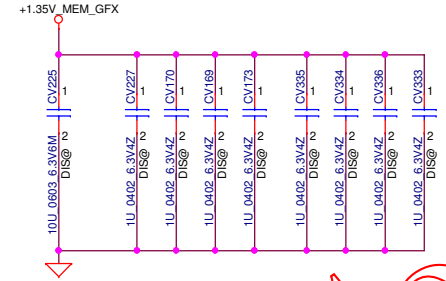 +1.35V_MEM_GFX
CV225 1 2 10U_0603_6.3V6M DIS@
CV227 1 2 1U_0402_6.3V4Z DIS@
CV170 1 2 1U_0402_6.3V4Z DIS@
CV169 1 2 1U_0402_6.3V4Z DIS@
CV173 1 2 1U_0402_6.3V4Z DIS@
CV335 1 2 1U_0402_6.3V4Z DIS@
CV334 1 2 1U_0402_6.3V4Z DIS@
CV336 1 2 1U_0402_6.3V4Z DIS@
CV333 1 2 1U_0402_6.3V4Z DIS@